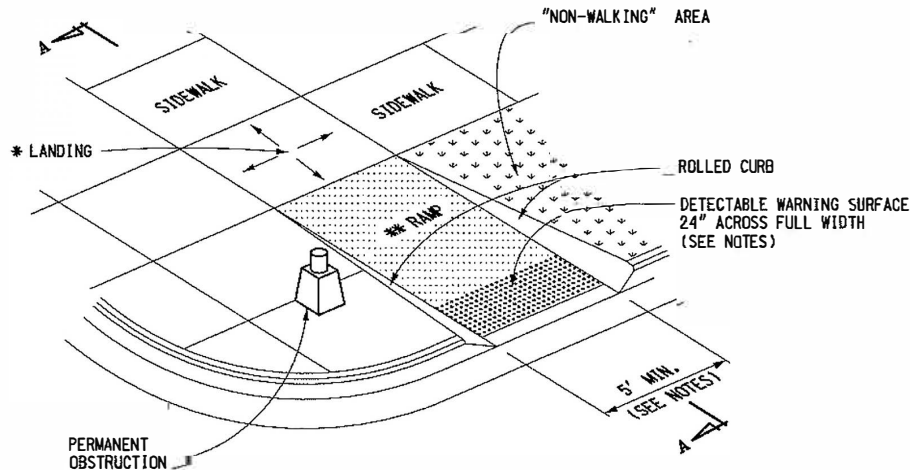 "NON-WALKING" AREA
A
SIDEWALK
SIDEWALK
* LANDING
ROLLED CURB
DETECTABLE WARNING SURFACE
24" ACROSS FULL WIDTH
(SEE NOTES)
** RAMP
5' MIN.
(SEE NOTES)
A
PERMANENT
OBSTRUCTION